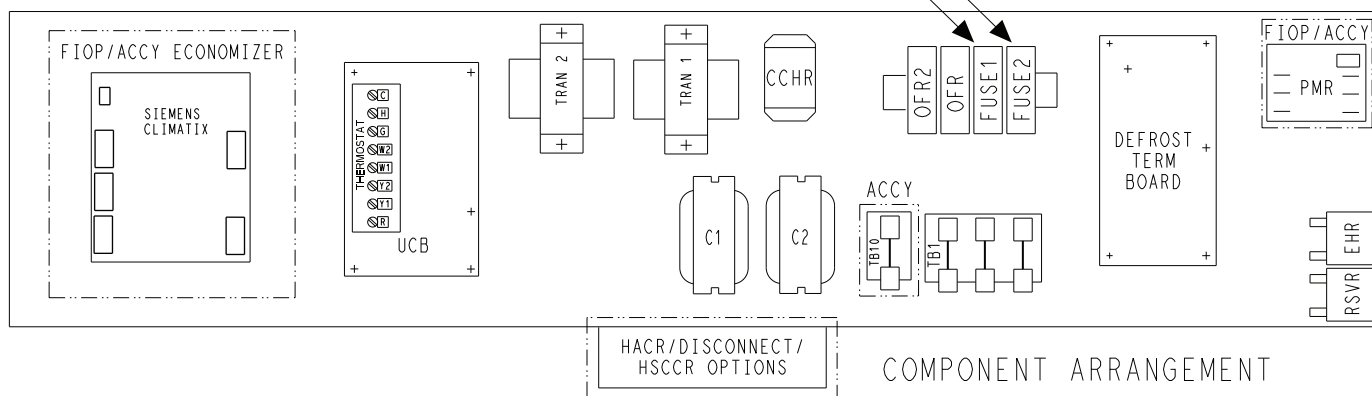 FIOP/ACCY ECONOMIZER
SIEMENS
CLIMATIX
THERMOSTAT
C
H
G
W2
W1
Y2
Y1
R
UCB
TRAN 2
TRAN 1
CCHR
OFR2
OFR
FUSE1
FUSE2
DEFROST
TERM
BOARD
FIOP/ACCY
PMR
C1
C2
ACCY
TB10
TB1
EHR
RSVR
HACR/DISCONNECT/
HSCCR OPTIONS
COMPONENT ARRANGEMENT